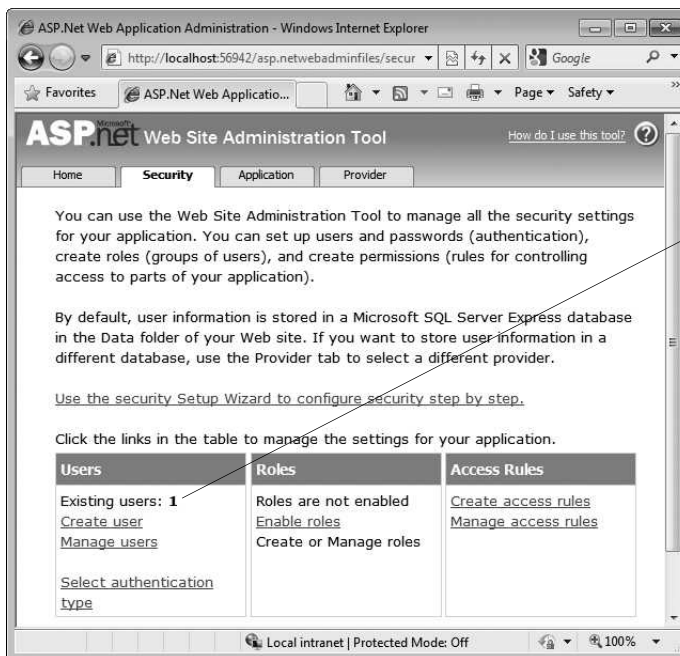 ASP.Net Web Application Administration - Windows Internet Explorer
http://localhost:56942/asp.netwebadminfiles/secur
Google
Favorites
ASP.Net Web Applicatio...
Page
Safety
»
Microsoft
ASP.net Web Site Administration Tool
How do I use this tool? ?
Home Security Application Provider
You can use the Web Site Administration Tool to manage all the security settings
for your application. You can set up users and passwords (authentication),
create roles (groups of users), and create permissions (rules for controlling
access to parts of your application).
By default, user information is stored in a Microsoft SQL Server Express database
in the Data folder of your Web site. If you want to store user information in a
different database, use the Provider tab to select a different provider.
Use the security Setup Wizard to configure security step by step.
Click the links in the table to manage the settings for your application.
Users
Existing users: 1
Create user
Manage users
Select authentication
type
Roles
Roles are not enabled
Enable roles
Create or Manage roles
Access Rules
Create access rules
Manage access rules
Local intranet | Protected Mode: Off
100%